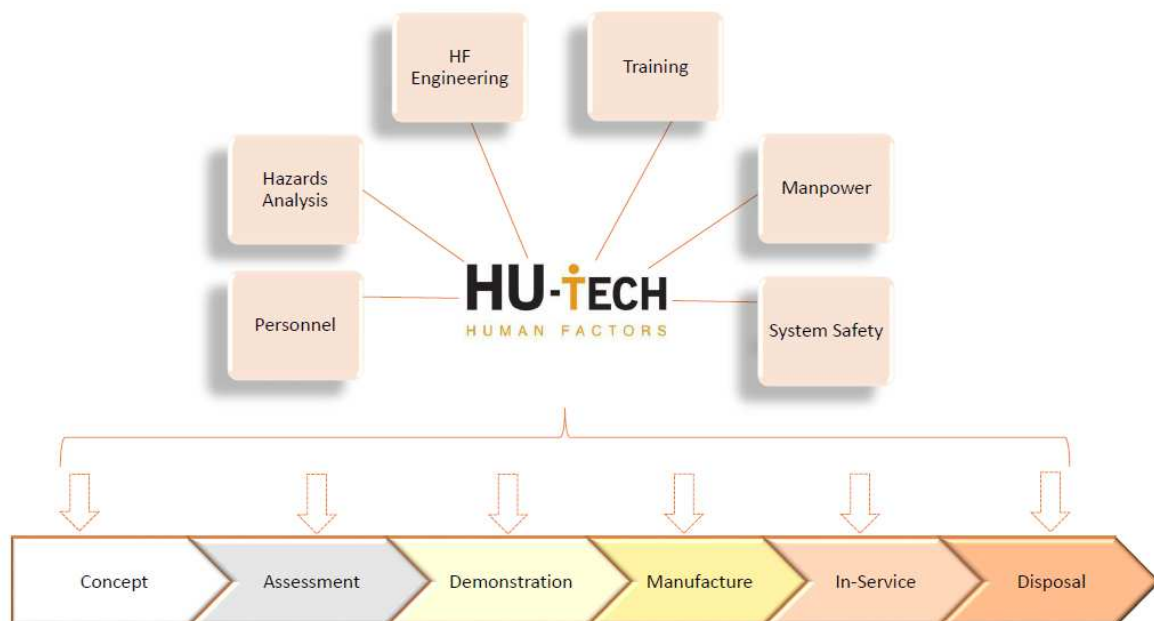 HF
Engineering
Training
Hazards
Analysis
Manpower
Personnel
HU-TECH
HUMAN FACTORS
System Safety
Concept
Assessment
Demonstration
Manufacture
In-Service
Disposal